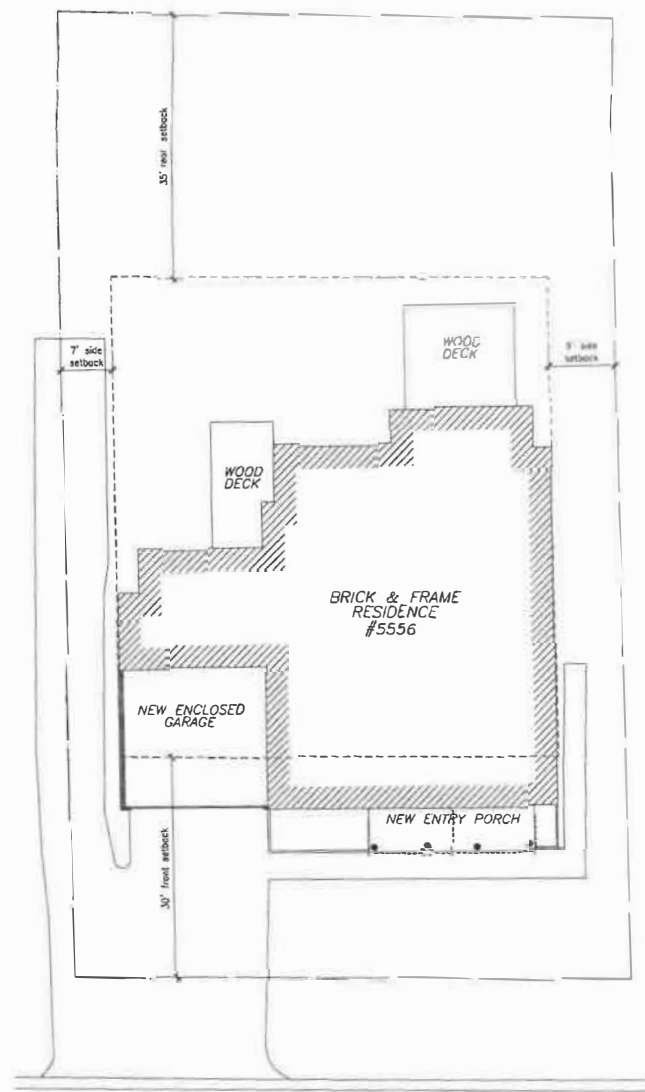 35' rear setback
7' side
setback
WOOD
DECK
9' side
setback
WOOD
DECK
BRICK & FRAME
RESIDENCE
#5556
NEW ENCLOSED
GARAGE
NEW ENTRY PORCH
30' front setback